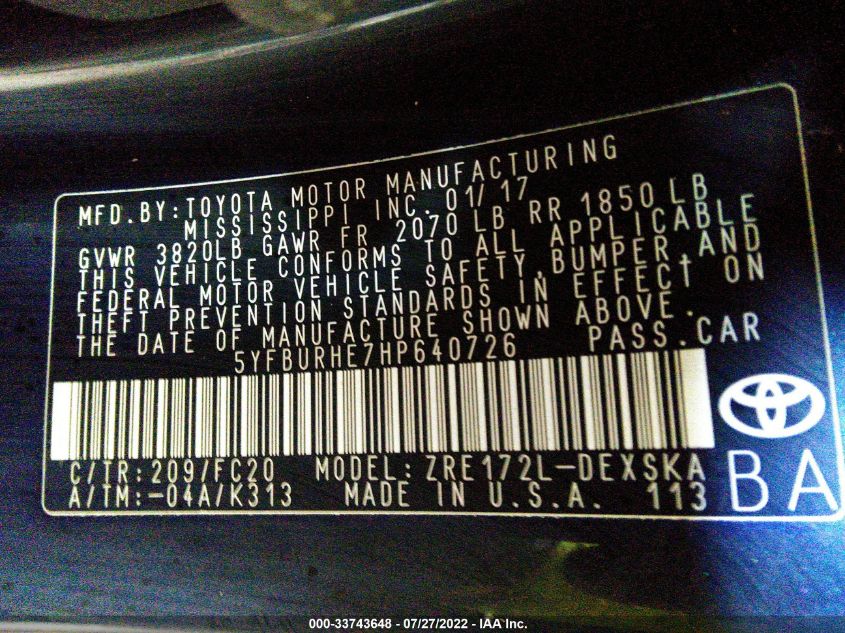 MFD.BY:TOYOTA MOTOR MANUFACTURING
MISSISSIPPI INC. 01/17
GVWR 3820LB GAWR FR 2070 LB RR 1850 LB
THIS VEHICLE CONFORMS TO ALL APPLICABLE
FEDERAL MOTOR VEHICLE SAFETY,BUMPER,AND
THEFT PREVENTION STANDARDS IN EFFECT ON
THE DATE OF MANUFACTURE SHOWN ABOVE.
5YFBURHE7HP640726 PASS.CAR
C/TR:209/FC20 MODEL:ZRE172L-DEXSKA
A/TM:-04A/K313 MADE IN U.S.A. 113
BA
000-33743648 - 07/27/2022 - IAA Inc.